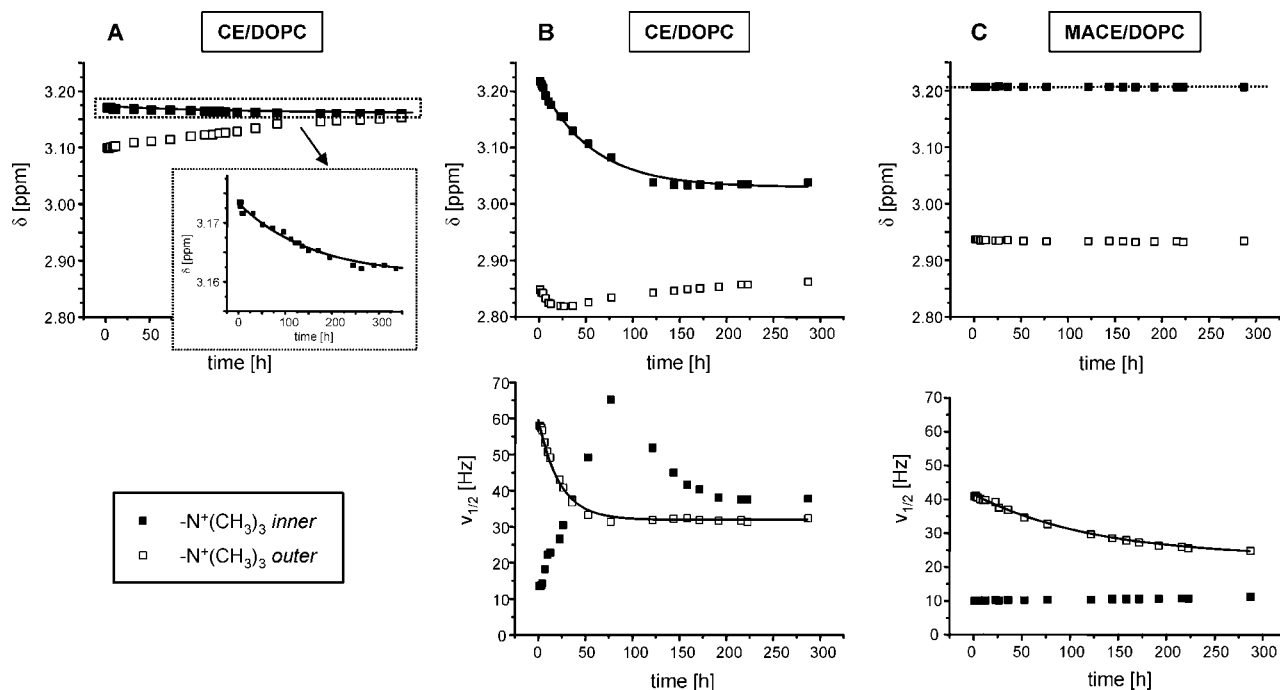 A CE/DOPC
B CE/DOPC
C MACE/DOPC
δ [ppm]
3.20
3.10
3.00
2.90
2.80
0 50
time [h]
δ [ppm]
3.17
3.16
0 100 200 300
time [h]
δ [ppm]
3.20
3.10
3.00
2.90
2.80
0 50 100 150 200 250 300
time [h]
δ [ppm]
3.20
3.10
3.00
2.90
2.80
0 50 100 150 200 250 300
time [h]
-N⁺(CH₃)₃ inner
-N⁺(CH₃)₃ outer
ν₁/₂ [Hz]
70
60
50
40
30
20
10
0
0 50 100 150 200 250 300
time [h]
ν₁/₂ [Hz]
70
60
50
40
30
20
10
0
0 50 100 150 200 250 300
time [h]